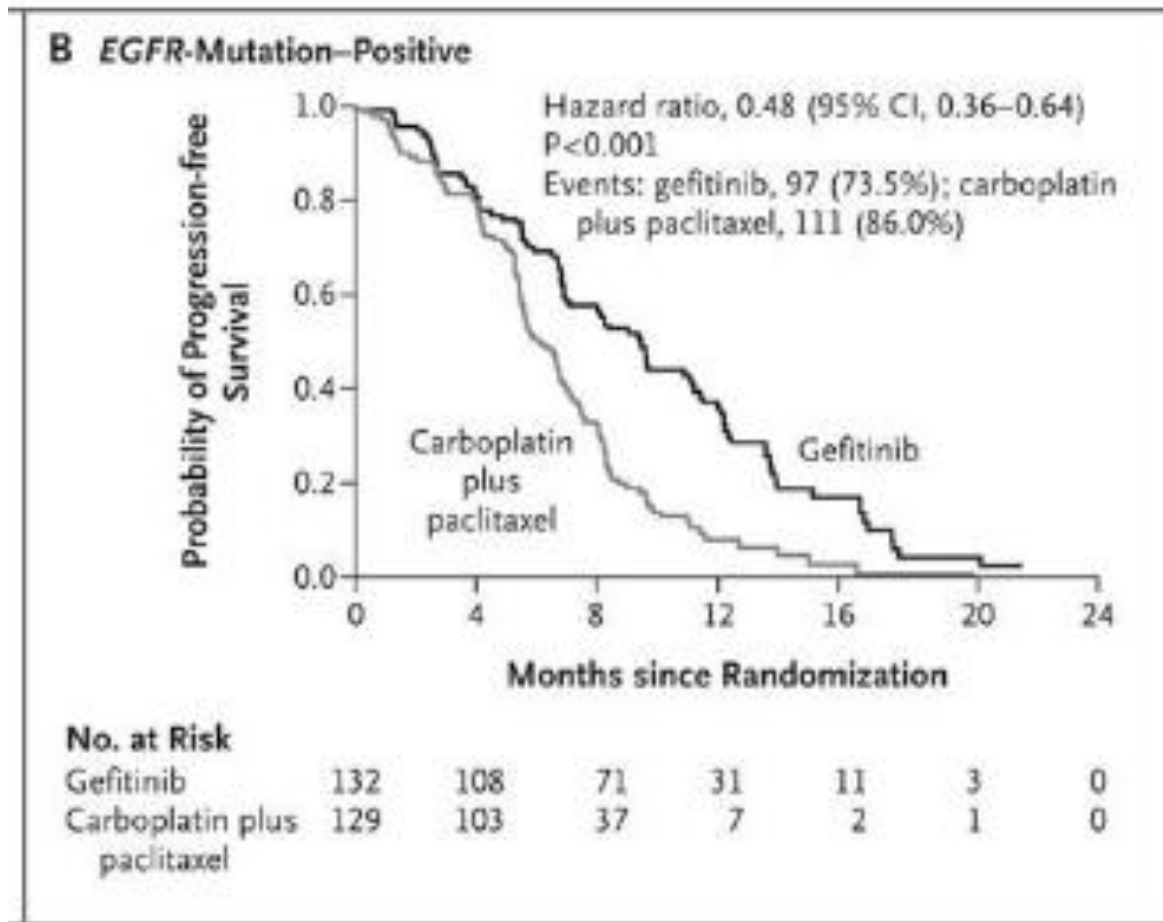 B EGFR-Mutation–Positive
Hazard ratio, 0.48 (95% CI, 0.36–0.64)
P<0.001
Events: gefitinib, 97 (73.5%); carboplatin
plus paclitaxel, 111 (86.0%)
Probability of Progression-free
Survival
1.0
0.8
0.6
0.4
0.2
0.0
Carboplatin
plus
paclitaxel
Gefitinib
0 4 8 12 16 20 24
Months since Randomization
No. at Risk
Gefitinib 132 108 71 31 11 3 0
Carboplatin plus 129 103 37 7 2 1 0
paclitaxel